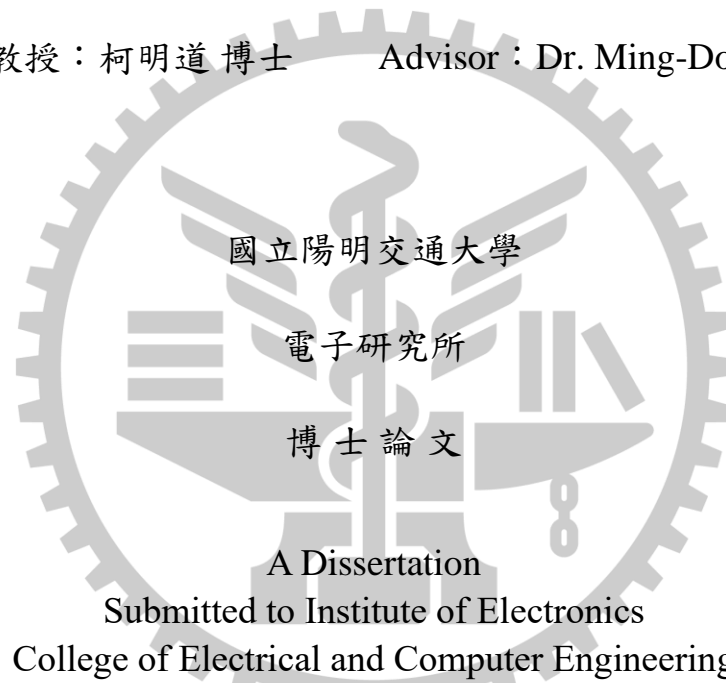 教授：柯明道 博士 Advisor：Dr. Ming-Do
國立陽明交通大學
電子研究所
博 士 論 文
A Dissertation
Submitted to Institute of Electronics
College of Electrical and Computer Engineering